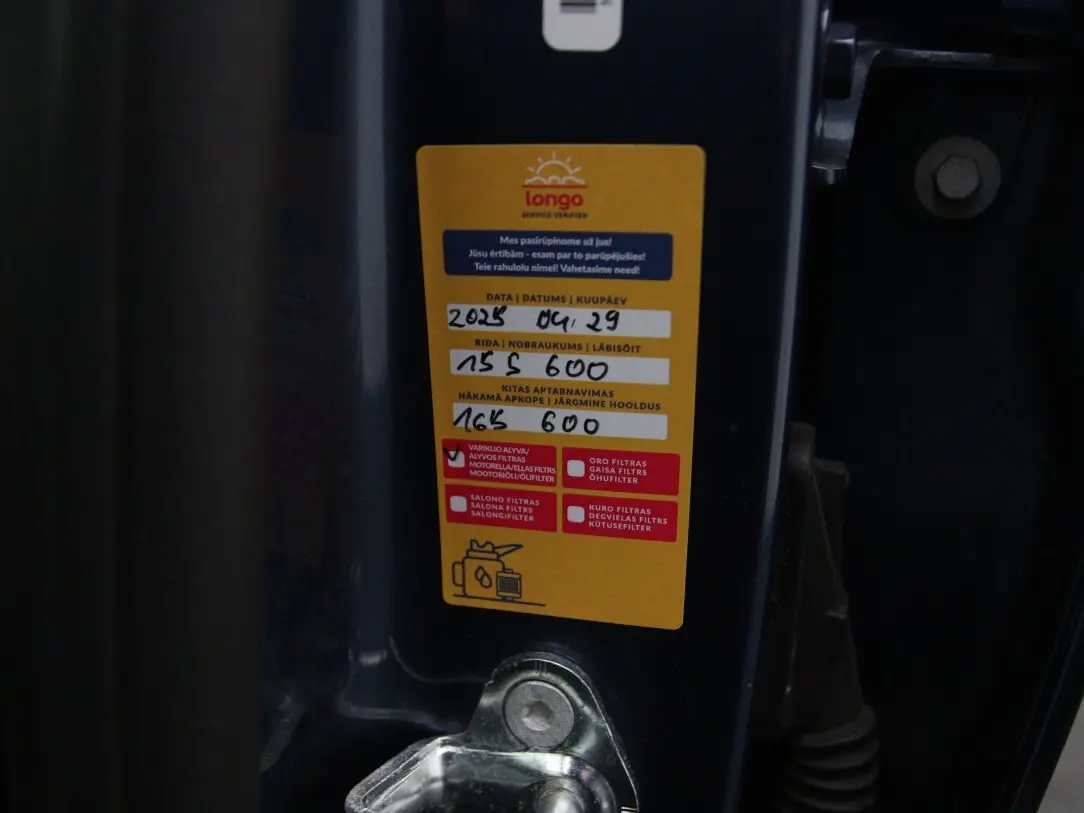 longo
SERVICE VERIFIED
Mes pasirūpinome už jus!
Jūsu ērtībām - esam par to parūpējušies!
Teie rahulolu nimel! Vahetasime need!
DATA | DATUMS | KUUPÄEV
2025 04. 29
RIDA | NOBRAUKUMS | LÄBISÕIT
155 600
KITAS APTARNAVIMAS
NĀKAMĀ APKOPE | JÄRGMINE HOOLDUS
165 600
VARIKLIO ALYVA/
ALYVOS FILTRAS
MOTOREĻĻA/EĻĻAS FILTRS
MOOTORIÕLI/ÕLIFILTER
ORO FILTRAS
GAISA FILTRS
ÕHUFILTER
SALONO FILTRAS
SALONA FILTRS
SALONGIFILTER
KURO FILTRAS
DEGVIELAS FILTRS
KÜTUSEFILTER